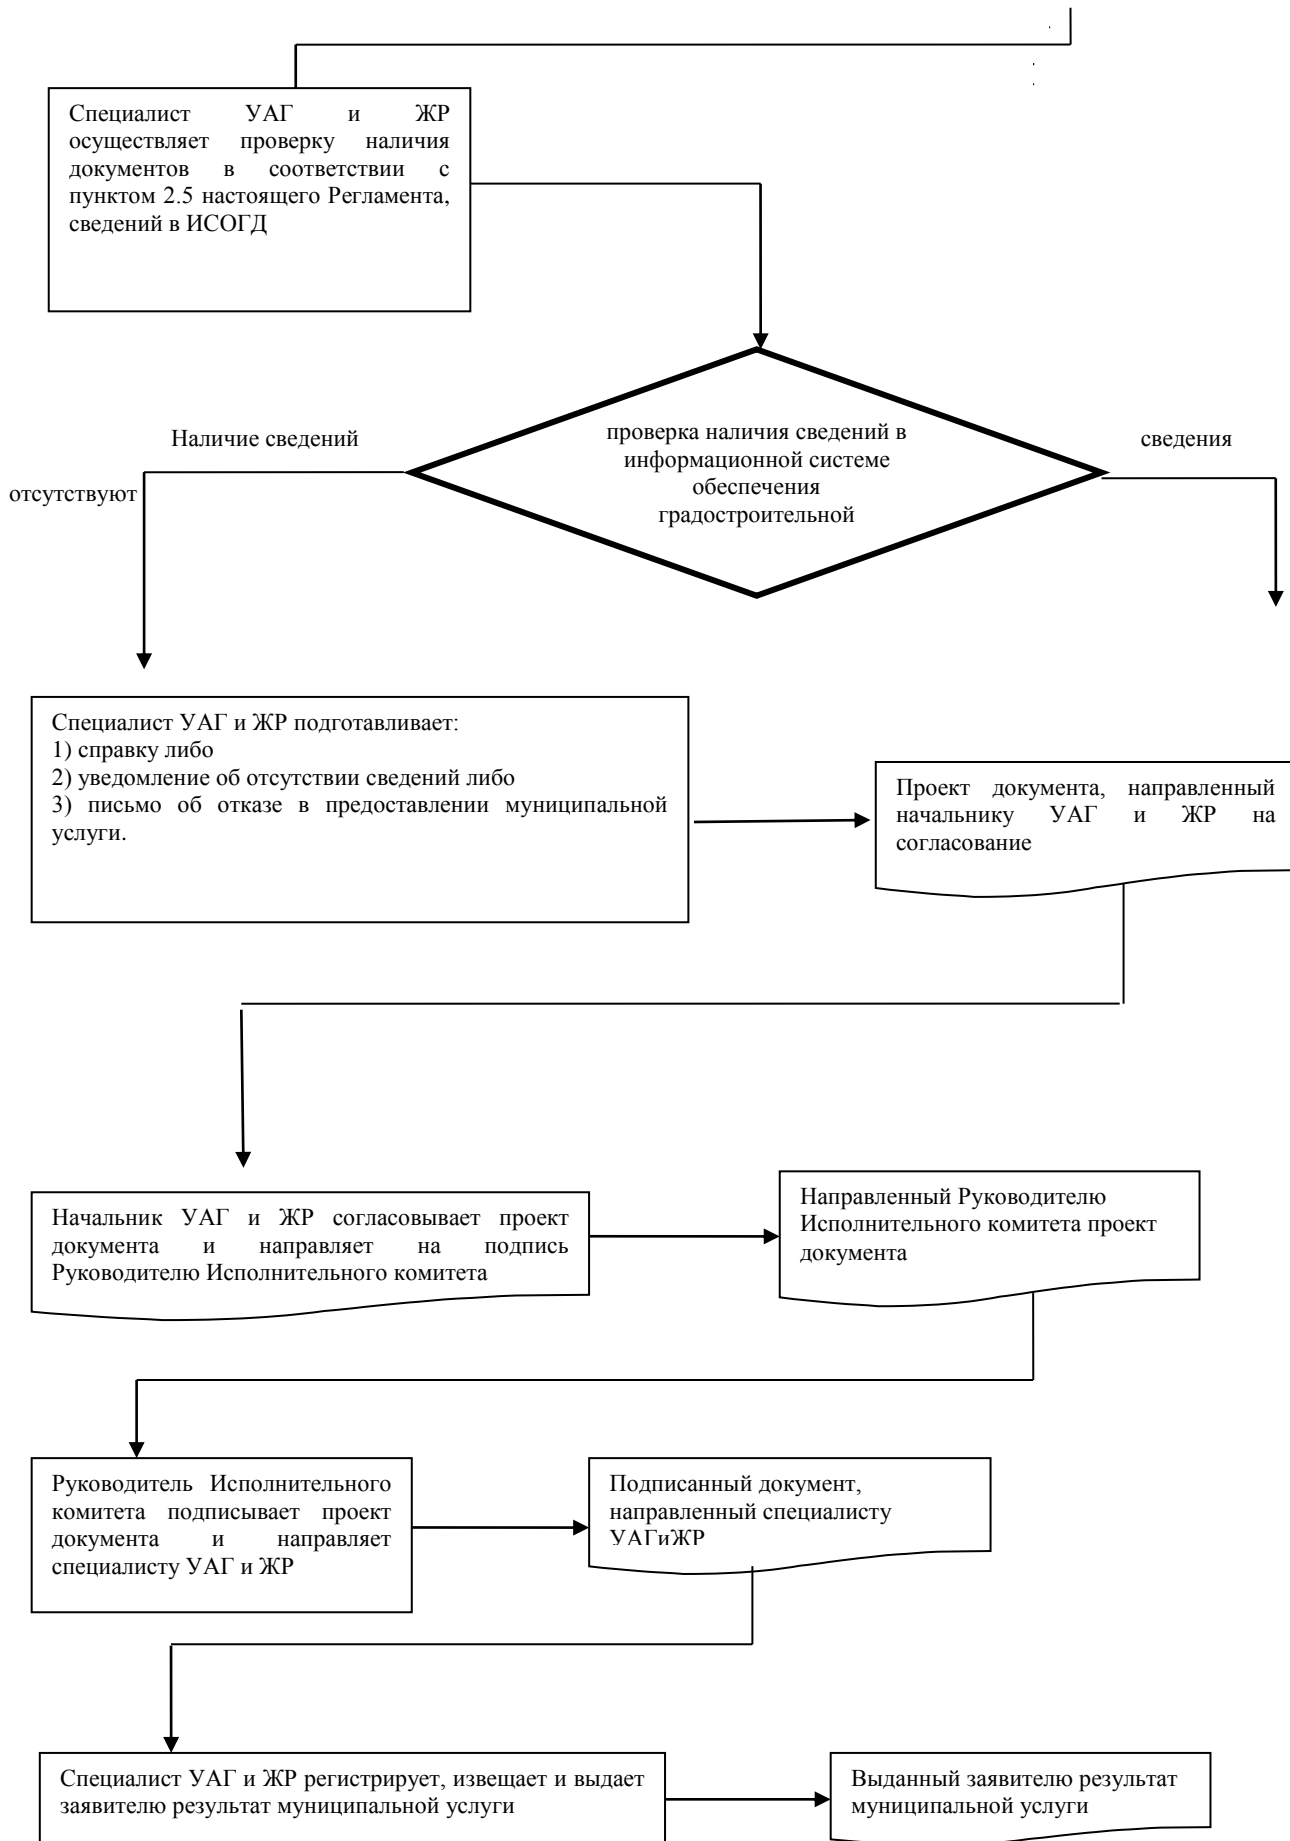 Специалист УАГ и ЖР
осуществляет проверку наличия
документов в соответствии с
пунктом 2.5 настоящего Регламента,
сведений в ИСОГД
Наличие сведений
проверка наличия сведений в
информационной системе
обеспечения
градостроительной
сведения
отсутствуют
Специалист УАГ и ЖР подготавливает:
1) справку либо
2) уведомление об отсутствии сведений либо
3) письмо об отказе в предоставлении муниципальной
услуги.
Проект документа, направленный
начальнику УАГ и ЖР на
согласование
Начальник УАГ и ЖР согласовывает проект
документа и направляет на подпись
Руководителю Исполнительного комитета
Направленный Руководителю
Исполнительного комитета проект
документа
Руководитель Исполнительного
комитета подписывает проект
документа и направляет
специалисту УАГ и ЖР
Подписанный документ,
направленный специалисту
УАГиЖР
Специалист УАГ и ЖР регистрирует, извещает и выдает
заявителю результат муниципальной услуги
Выданный заявителю результат
муниципальной услуги